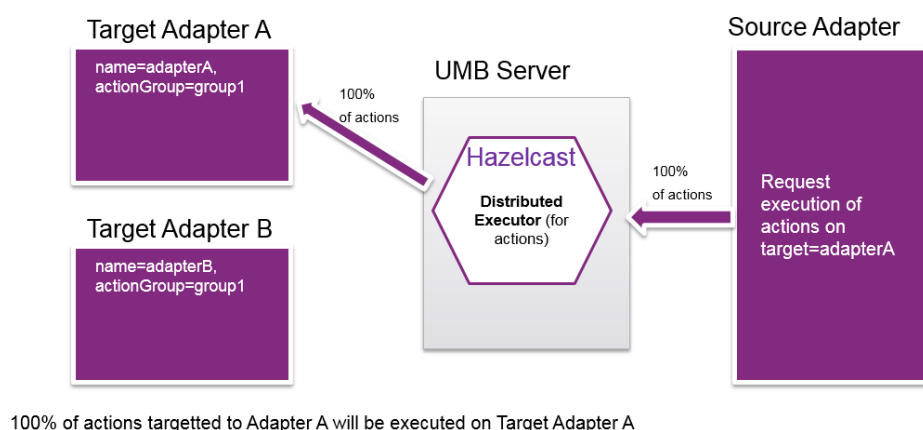 Target Adapter A
name=adapterA,
actionGroup=group1
100%
of actions
UMB Server
Hazelcast
Distributed
Executor (for
actions)
100%
of actions
Source Adapter
Request
execution of
actions on
target=adapterA
Target Adapter B
name=adapterB,
actionGroup=group1
100% of actions targetted to Adapter A will be executed on Target Adapter A